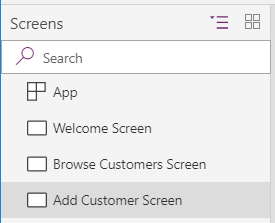 Screens
Search
App
Welcome Screen
Browse Customers Screen
Add Customer Screen